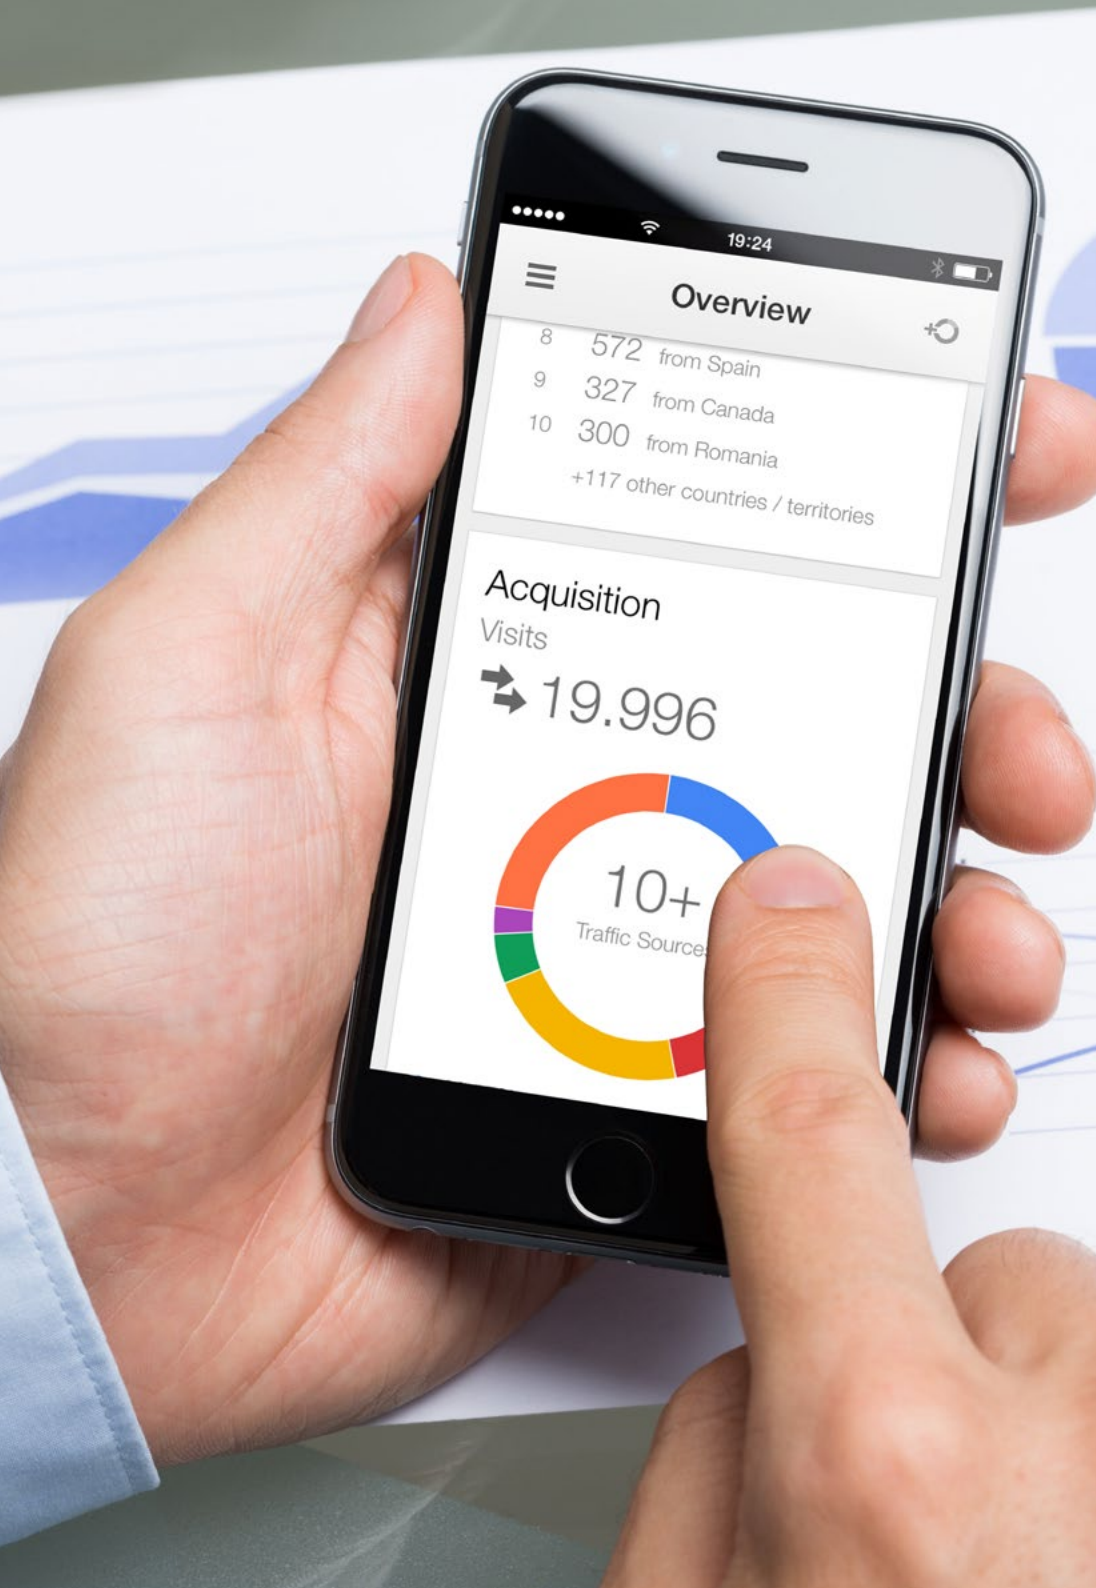 19:24
Overview
8 572 from Spain
9 327 from Canada
10 300 from Romania
+117 other countries / territories
Acquisition
Visits
19.996
10+
Traffic